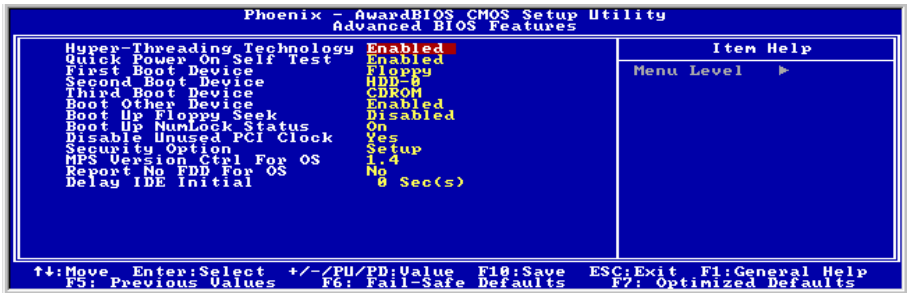 Phoenix - AwardBIOS CMOS Setup Utility
Advanced BIOS Features
Hyper-Threading Technology Enabled
Quick Power On Self Test Enabled
First Boot Device Floppy
Second Boot Device HDD-0
Third Boot Device CDROM
Boot Other Device Enabled
Boot Up Floppy Seek Disabled
Boot Up NumLock Status On
Disable Unused PCI Clock Yes
Security Option Setup
MPS Version Ctrl For OS 1.4
Report No FDD For OS No
Delay IDE Initial 0 Sec(s)
Item Help
Menu Level ►
↑↓:Move Enter:Select +/-/PU/PD:Value F10:Save ESC:Exit F1:General Help
F5: Previous Values F6: Fail-Safe Defaults F7: Optimized Defaults